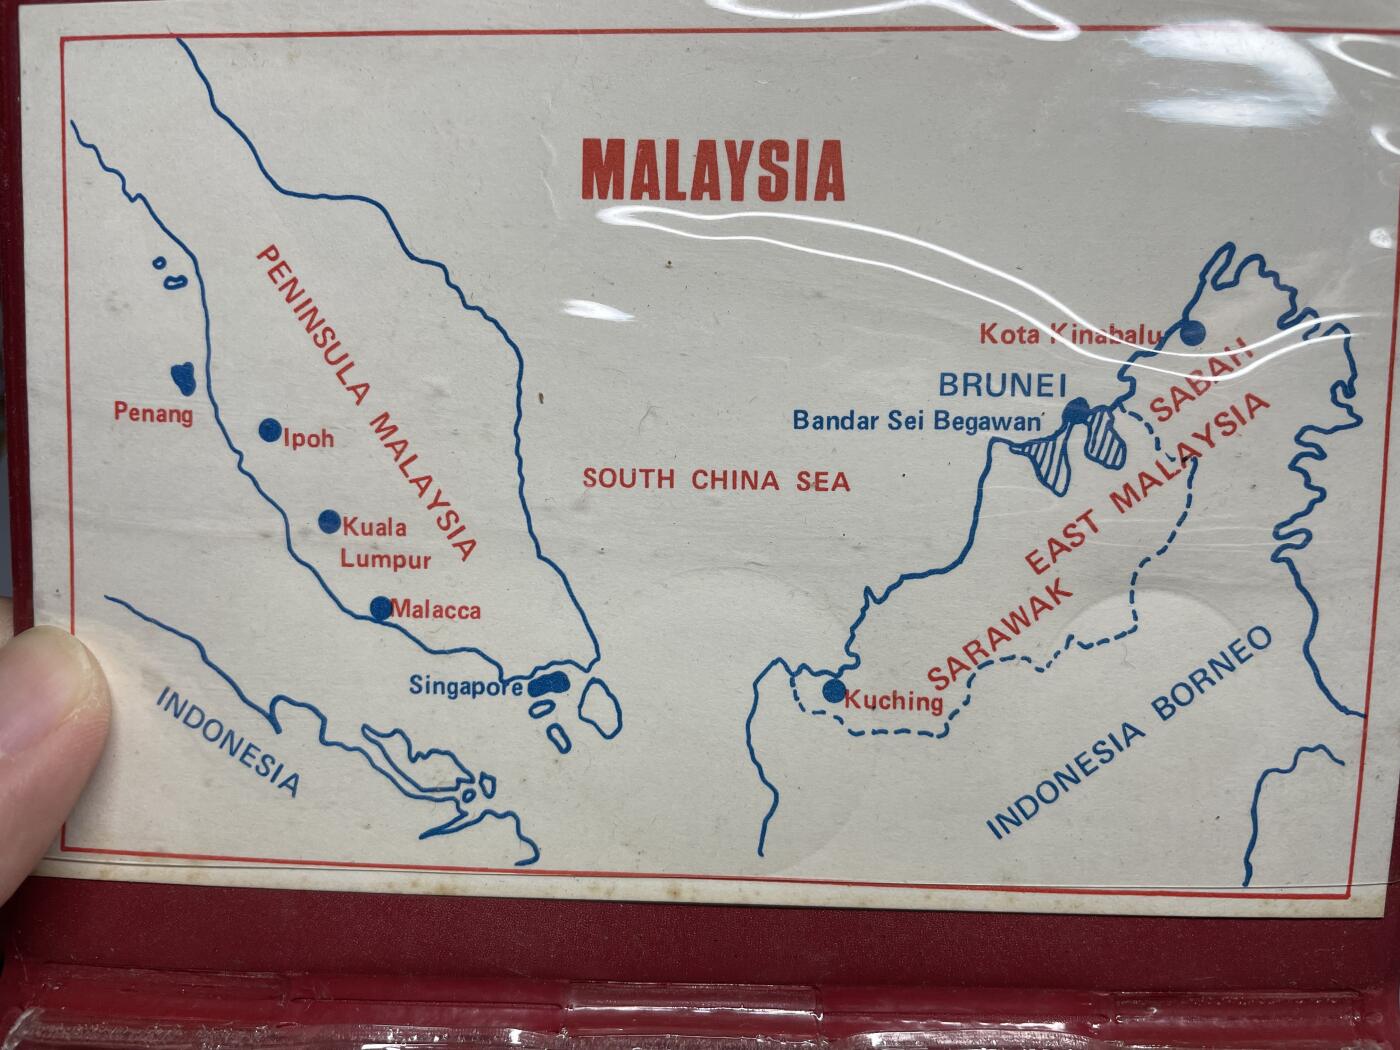 MALAYSIA
PENINSULA MALAYSIA
Penang
Ipoh
Kuala
Lumpur
Malacca
Singapore
INDONESIA
SOUTH CHINA SEA
Kota Kinabalu
BRUNEI
Bandar Sei Begawan
SABAH
EAST MALAYSIA
SARAWAK
Kuching
INDONESIA BORNEO